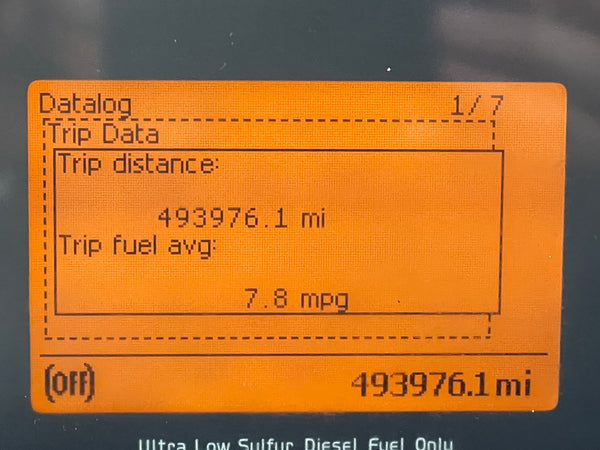 Datalog 1/7
Trip Data
Trip distance:
493976.1 mi
Trip fuel avg:
7.8 mpg
(Off) 493976.1 mi
Ultra Low Sulfur Diesel Fuel Only